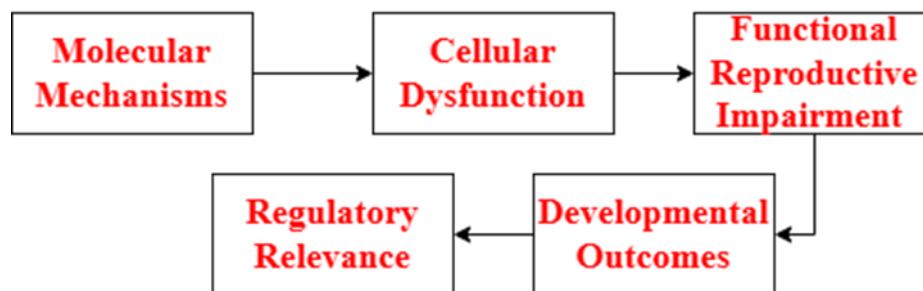 Molecular
Mechanisms
Cellular
Dysfunction
Functional
Reproductive
Impairment
Developmental
Outcomes
Regulatory
Relevance